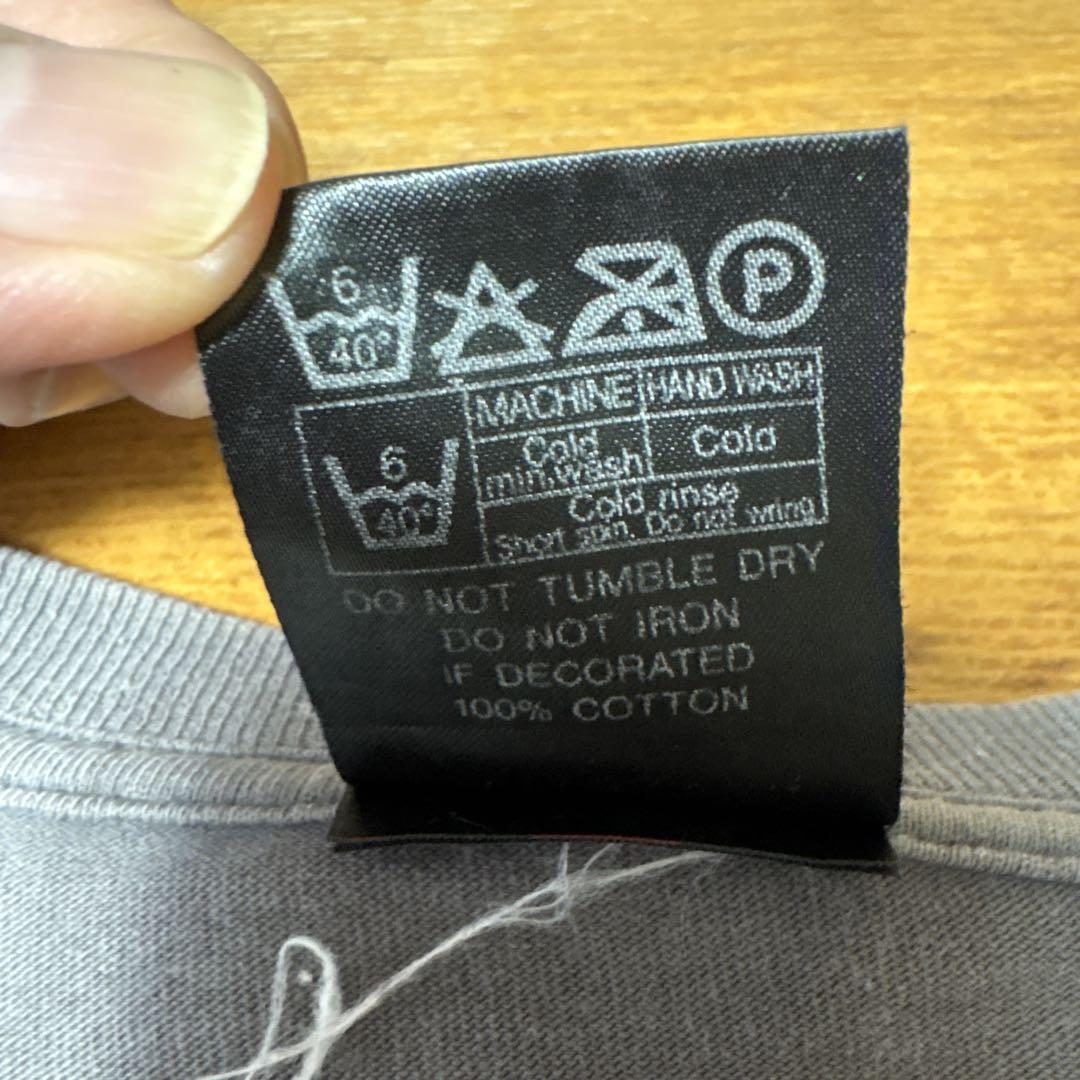 6
40°
P
MACHINE HAND WASH
6
40°
Cold
min.wash
Cold
Cold rinse
Short spin. Do not wring
DO NOT TUMBLE DRY
DO NOT IRON
IF DECORATED
100% COTTON